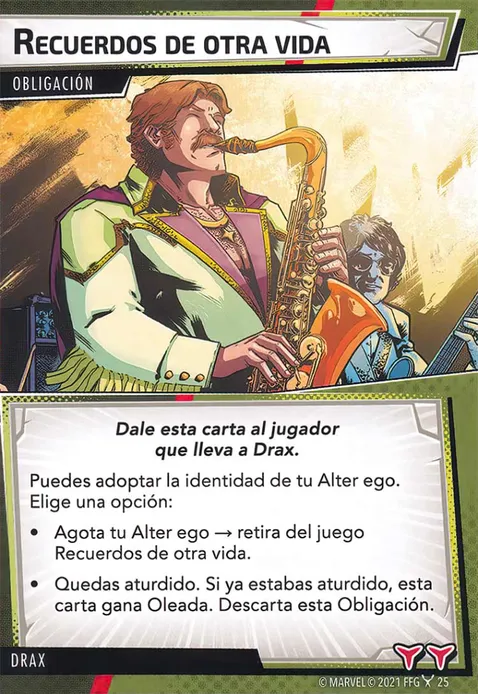 RECUERDOS DE OTRA VIDA
OBLIGACIÓN
Dale esta carta al jugador
que lleva a Drax.
Puedes adoptar la identidad de tu Alter ego.
Elige una opción:
• Agota tu Alter ego → retira del juego
Recuerdos de otra vida.
• Quedas aturdido. Si ya estabas aturdido, esta
carta gana Oleada. Descarta esta Obligación.
DRAX
© MARVEL © 2021 FFG 25